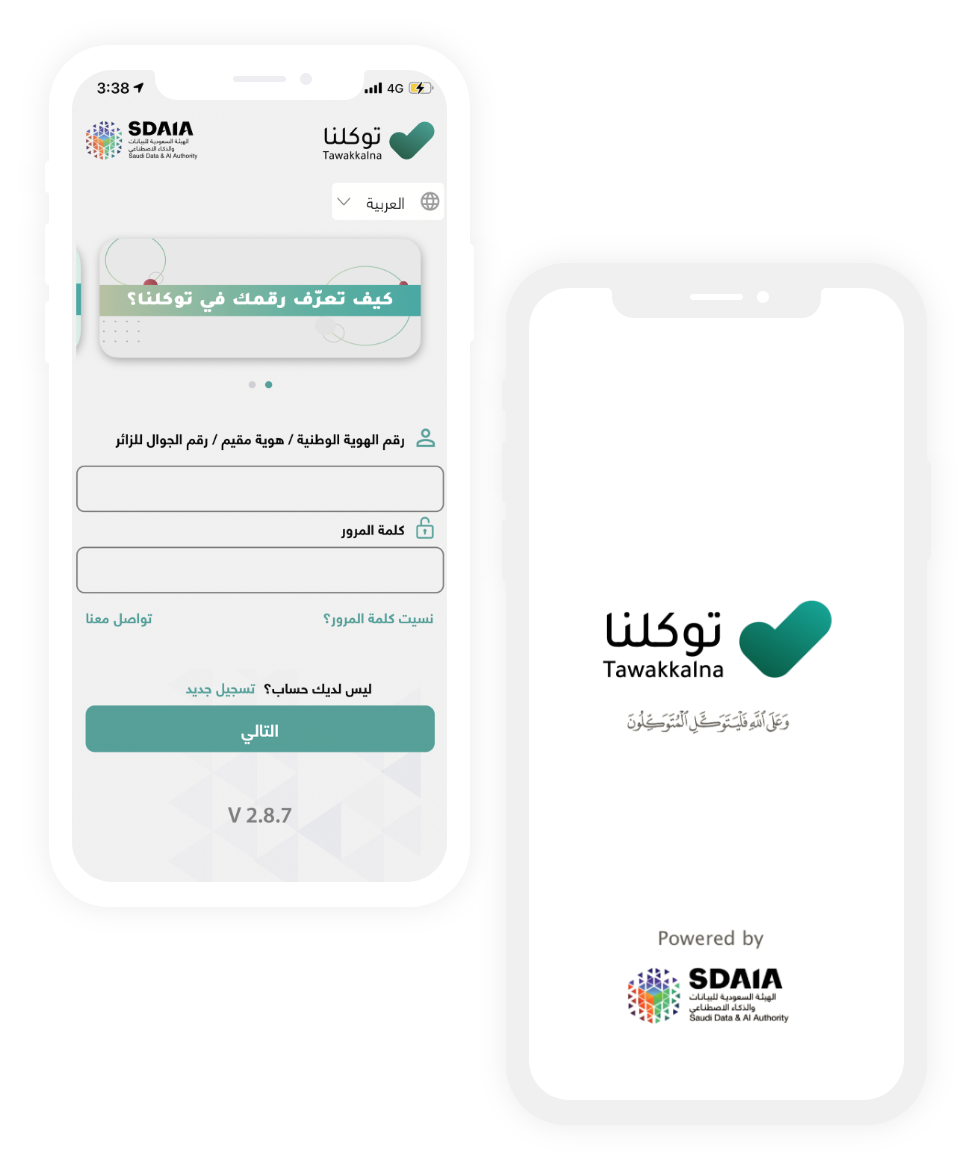 3:38
4G
SDAIA
الهيئة السعودية للبيانات
والذكاء الاصطناعي
Saudi Data & AI Authority
توكلنا
Tawakkalna
العربية
كيف تعرّف رقمك في توكلنا؟
رقم الهوية الوطنية / هوية مقيم / رقم الجوال للزائر
كلمة المرور
نسيت كلمة المرور؟
تواصل معنا
ليس لديك حساب؟ تسجيل جديد
التالي
V 2.8.7
توكلنا
Tawakkalna
وَعَلَى ٱللَّهِ فَلْيَتَوَكَّلِ ٱلْمُتَوَكِّلُونَ
Powered by
SDAIA
الهيئة السعودية للبيانات
والذكاء الاصطناعي
Saudi Data & AI Authority